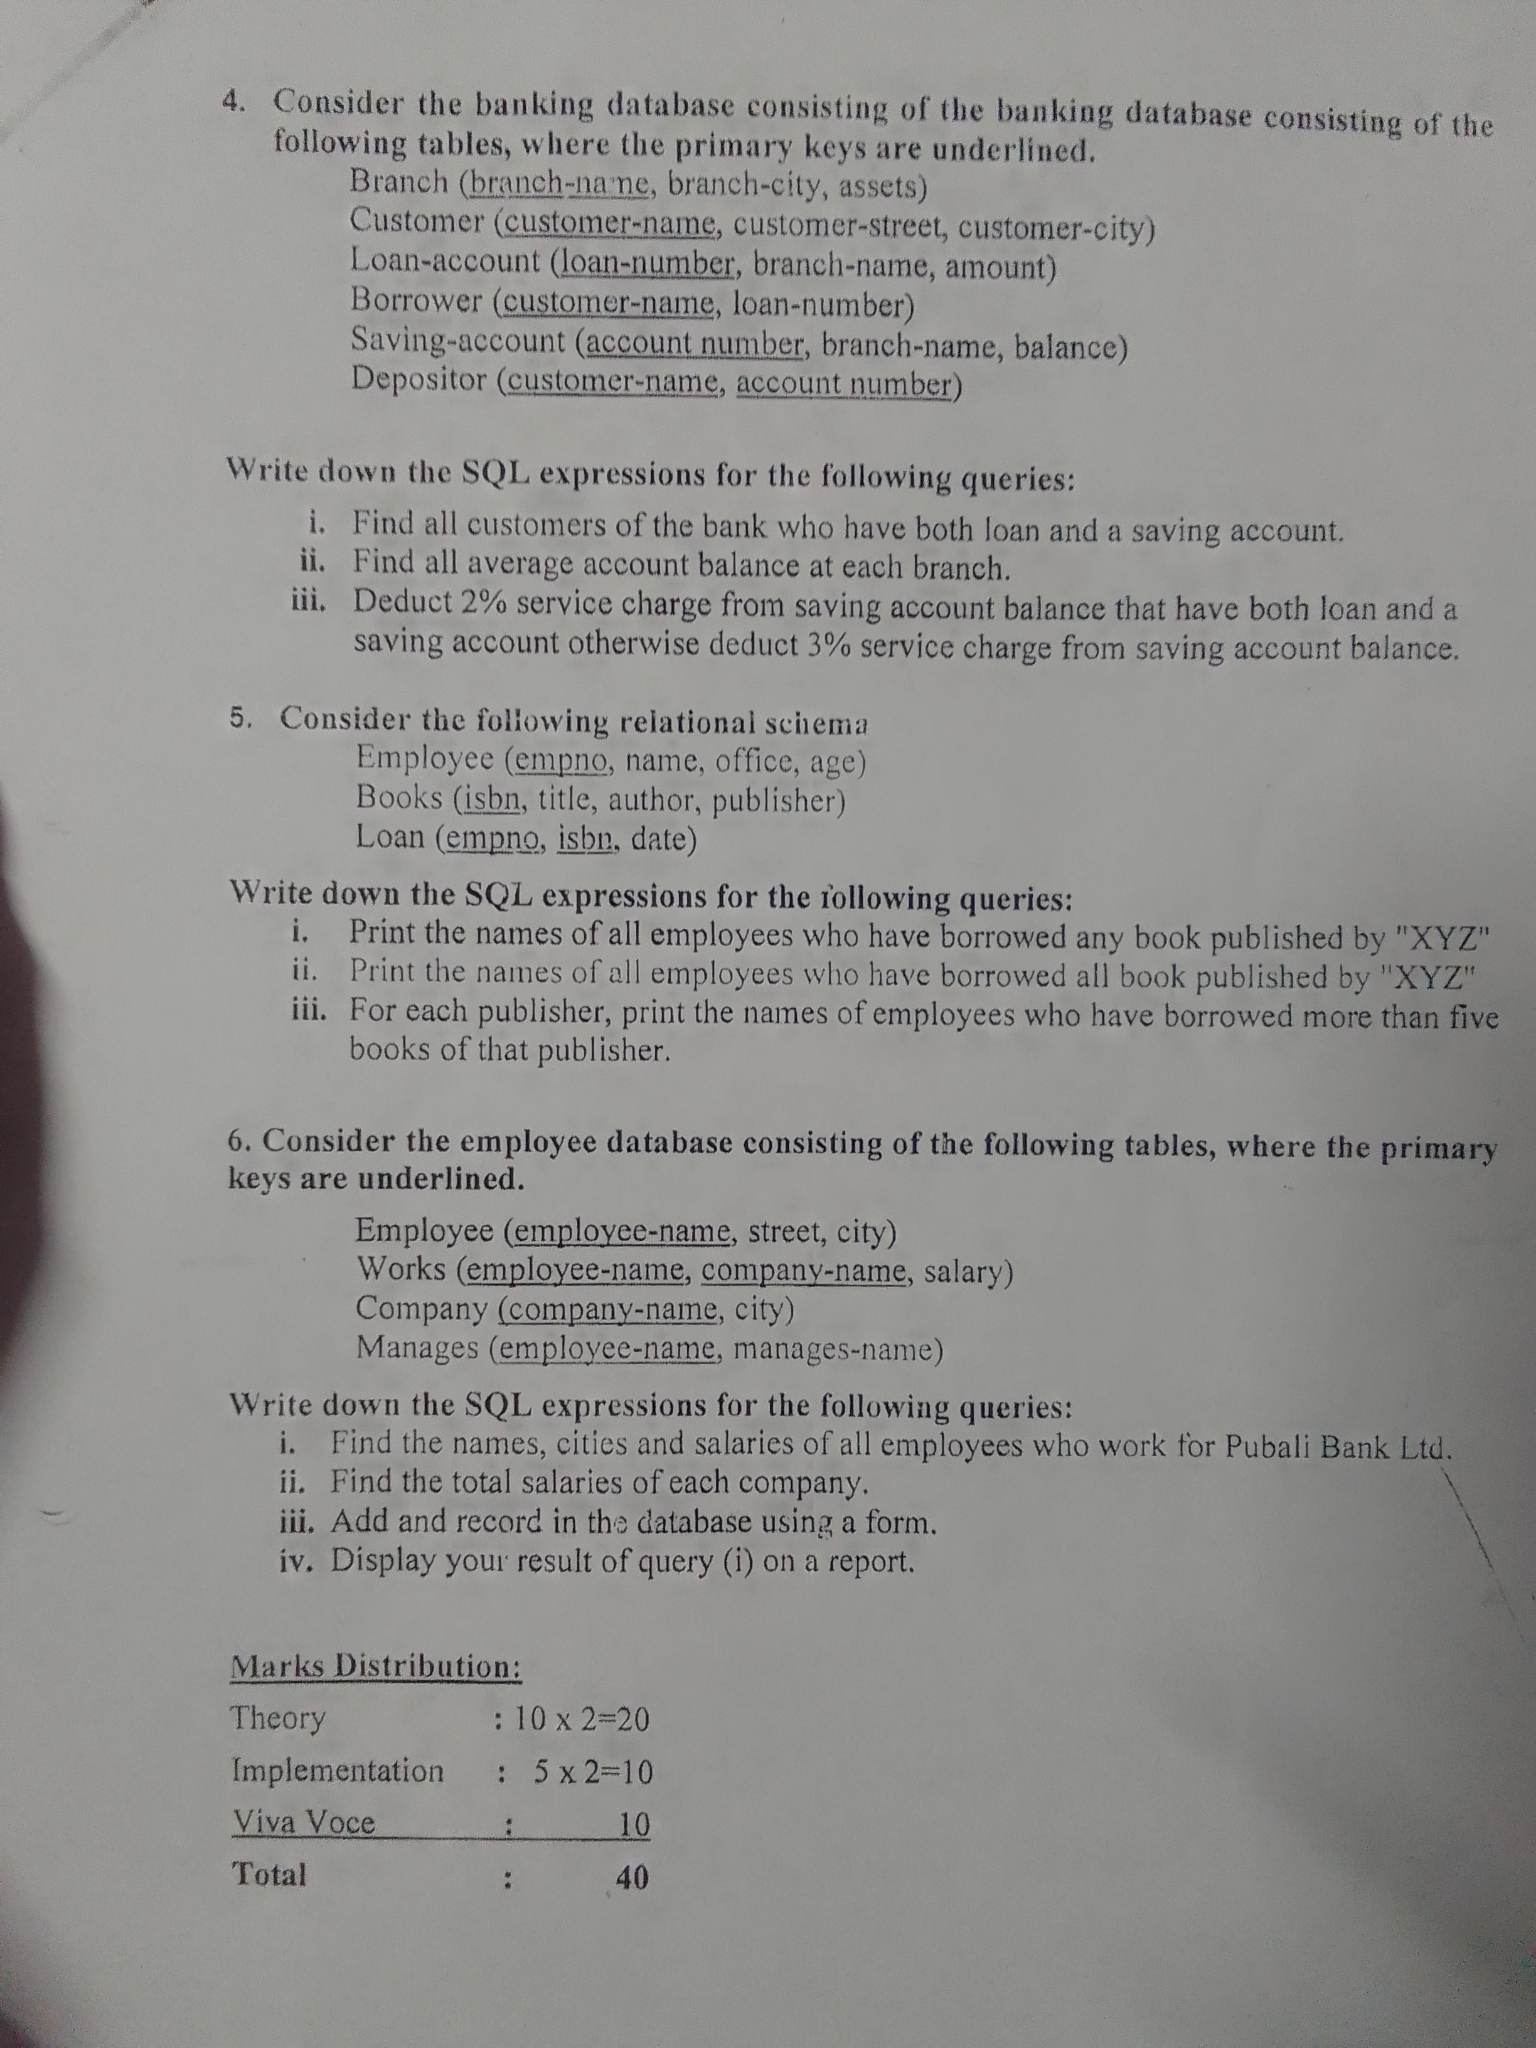 4. Consider the banking database consisting of the banking database consisting of the
following tables, where the primary keys are underlined.
Branch (branch-name, branch-city, assets)
Customer (customer-name, customer-street, customer-city)
Loan-account (loan-number, branch-name, amount)
Borrower (customer-name, loan-number)
Saving-account (account number, branch-name, balance)
Depositor (customer-name, account number)
Write down the SQL expressions for the following queries:
i. Find all customers of the bank who have both loan and a saving account.
ii. Find all average account balance at each branch.
iii. Deduct 2% service charge from saving account balance that have both loan and a
saving account otherwise deduct 3% service charge from saving account balance.
5. Consider the following relational schema
Employee (empno, name, office, age)
Books (isbn, title, author, publisher)
Loan (empno, isbn, date)
Write down the SQL expressions for the following queries:
i. Print the names of all employees who have borrowed any book published by "XYZ"
ii. Print the names of all employees who have borrowed all book published by "XYZ"
iii. For each publisher, print the names of employees who have borrowed more than five
books of that publisher.
6. Consider the employee database consisting of the following tables, where the primary
keys are underlined.
Employee (employee-name, street, city)
Works (employee-name, company-name, salary)
Company (company-name, city)
Manages (employee-name, manages-name)
Write down the SQL expressions for the following queries:
i. Find the names, cities and salaries of all employees who work for Pubali Bank Ltd.
ii. Find the total salaries of each company.
iii. Add and record in the database using a form.
iv. Display your result of query (i) on a report.
Marks Distribution:
Theory : 10 x 2=20
Implementation : 5 x 2=10
Viva Voce : 10
Total : 40